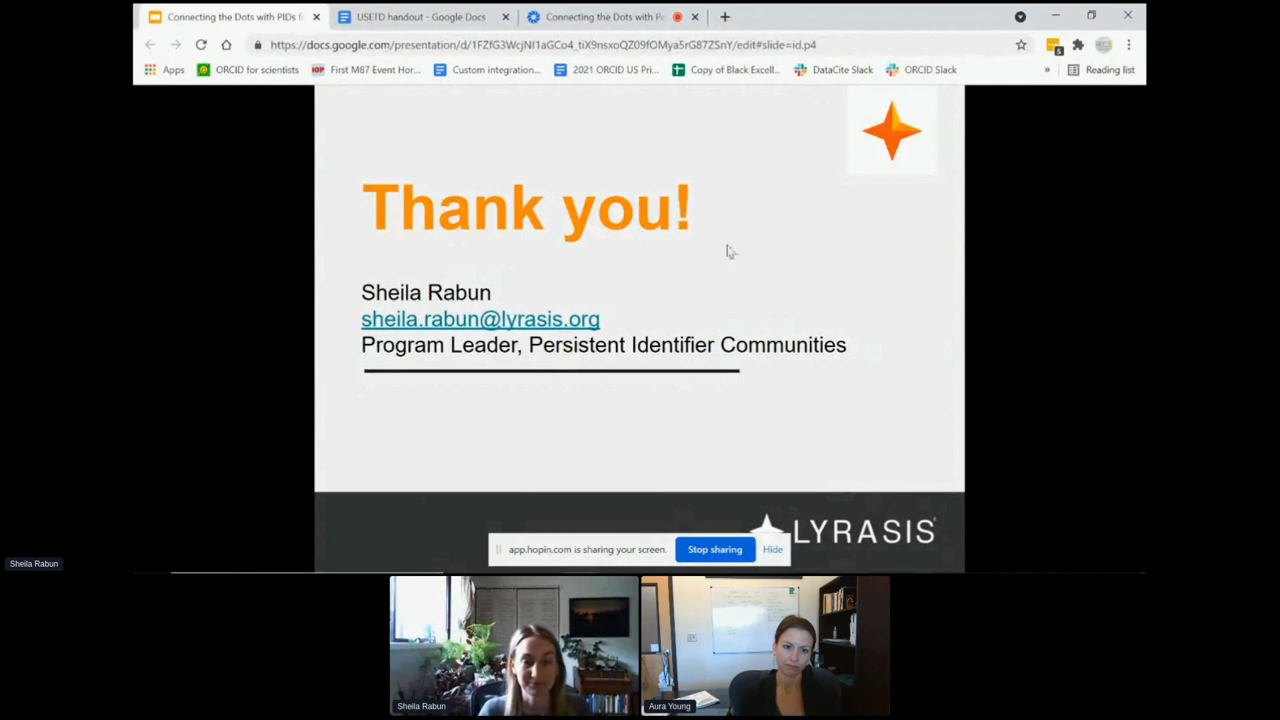 Connecting the Dots with PIDs f
USETD handout - Google Docs
Connecting the Dots with Pe
https://docs.google.com/presentation/d/1FZfG3WcjNI1aGCo4_tiX9nsxoQZ09fOMya5rG87ZSnY/edit#slide=id.p4
5
Apps
ORCID for scientists
IOP
First M87 Event Hor...
Custom integration...
2021 ORCID US Pri...
Copy of Black Excell...
DataCite Slack
ORCID Slack
»
Reading list
Thank you!
Sheila Rabun
sheila.rabun@lyrasis.org
Program Leader, Persistent Identifier Communities
LYRASIS
app.hopin.com is sharing your screen.
Stop sharing
Hide
Sheila Rabun
Sheila Rabun
Aura Young